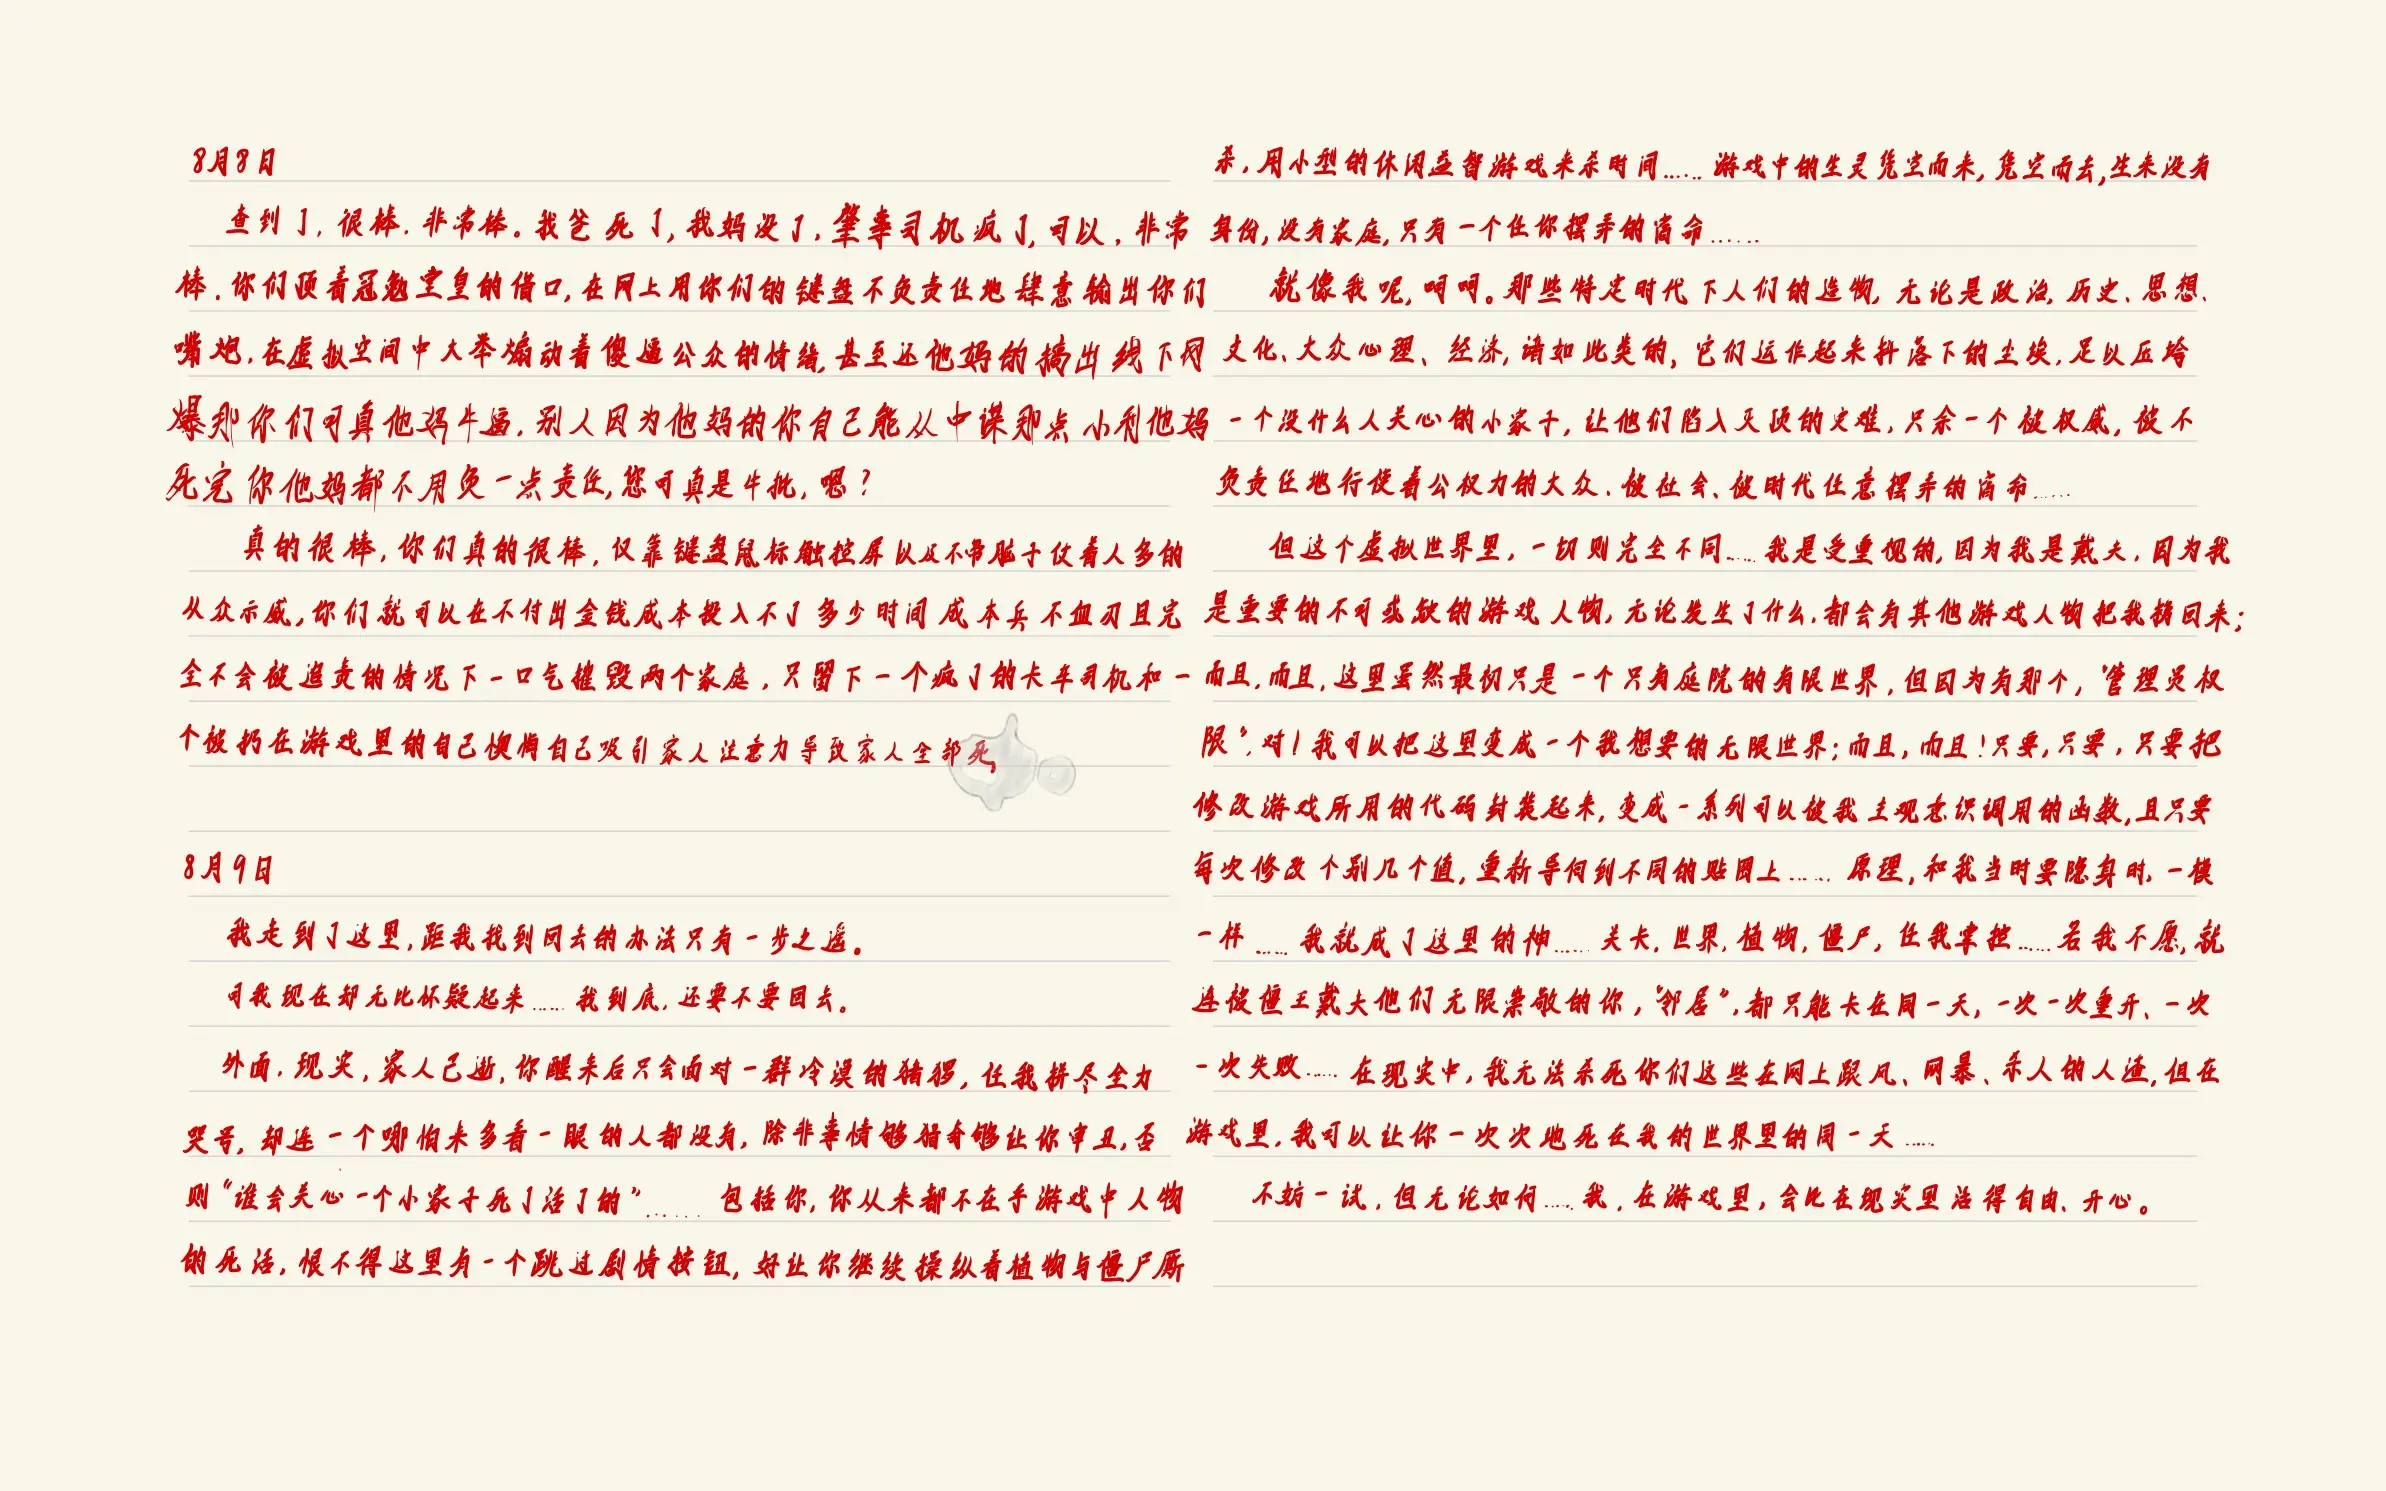 8月8日
查到了，很棒，非常棒。我爸死了，我妈没了，肇事司机疯了，可以，非常
棒，你们顶着冠勉堂皇的借口，在网上用你们的键盘不负责任地肆意输出你们
嘴炮，在虚拟空间中大举煽动着傻逼公众的情绪，甚至还他妈的搞出线下网
爆那你们可真他妈牛逼，别人因为他妈的你自己能从中谋那点小利他妈
死完你他妈都不用负一点责任，您可真是牛批，嗯？
真的很棒，你们真的很棒，仅靠键盘鼠标触控屏以及不带脑子仗着人多的
从众示威，你们就可以在不付出金钱成本投入不了多少时间成本兵不血刃且完
全不会被追责的情况下一口气摧毁两个家庭，只留下一个疯了的卡车司机和一
个被扔在游戏里的自己懊悔自己吸引家人注意力导致家人全部死，
8月9日
我走到了这里，距我找到回去的办法只有一步之遥。
可我现在却无比怀疑起来……我到底，还要不要回去。
外面，现实，家人已逝，你醒来后只会面对一群冷漠的猪猡，任我拼尽全力
哭号，却连一个哪怕来多看一眼的人都没有，除非事情够猎奇够让你审丑，否
则“谁会关心一个小家子死了活了的”……包括你，你从来都不在乎游戏中人物
的死活，恨不得这里有一个跳过剧情按钮，好让你继续操纵着植物与僵尸厮
杀，用小型的休闲益智游戏来杀时间……游戏中的生灵凭空而来，凭空而去，生来没有
身份，没有家庭，只有一个任你摆弄的宿命……
就像我呢，呵呵。那些特定时代下人们的造物，无论是政治、历史、思想、
文化、大众心理、经济，诸如此类的，它们运作起来抖落下的尘埃，足以压垮
一个没什么人关心的小家子，让他们陷入灭顶的灾难，只余一个被权威，被不
负责任地行使着公权力的大众、被社会、被时代任意摆弄的宿命……
但这个虚拟世界里，一切则完全不同……我是受重视的，因为我是戴夫，因为我
是重要的不可或缺的游戏人物，无论发生了什么，都会有其他游戏人物把我捞回来；
而且，而且，这里虽然最初只是一个只有庭院的有限世界，但因为有那个，“管理员权
限”，对！我可以把这里变成一个我想要的无限世界；而且，而且！只要，只要，只要把
修改游戏所用的代码封装起来，变成一系列可以被我主观意识调用的函数，且只要
每次修改个别几个值，重新导向到不同的贴图上……原理，和我当时要隐身时，一模
一样……我就成了这里的神……关卡，世界，植物，僵尸，任我掌控……若我不愿，就
连被僵王戴夫他们无限崇敬的你，“邻居”，都只能卡在同一天，一次一次重开、一次
一次失败……在现实中，我无法杀死你们这些在网上跟风、网暴、杀人的人渣，但在
游戏里，我可以让你一次次地死在我的世界里的同一天……
不妨一试，但无论如何……我，在游戏里，会比在现实里活得自由、开心。